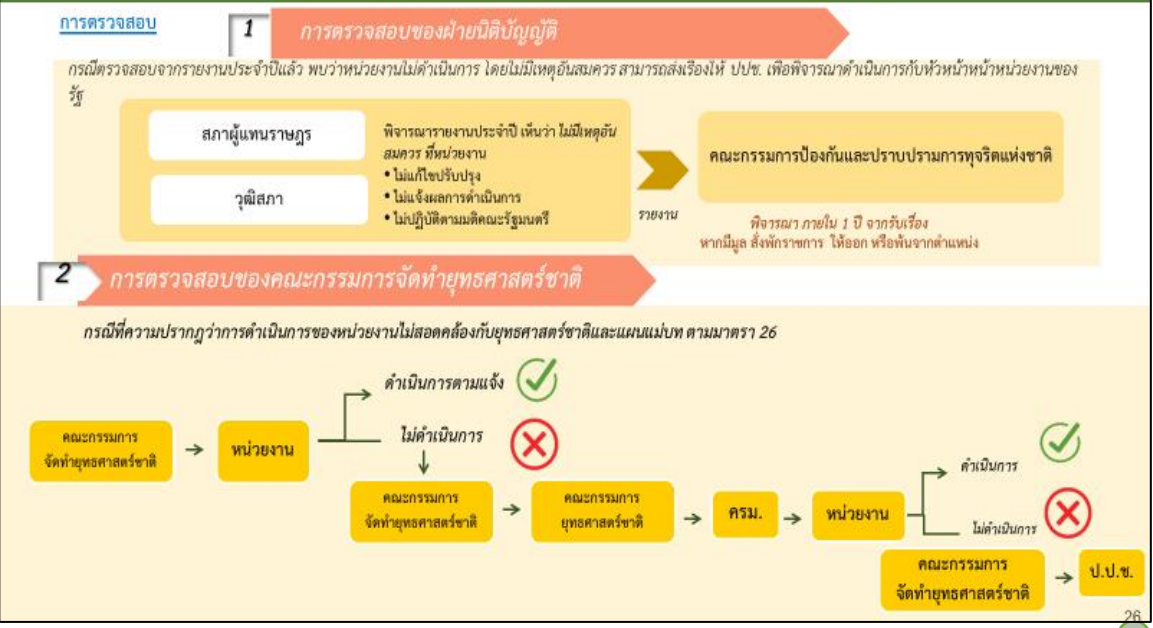 การตรวจสอบ
1
การตรวจสอบของฝ่ายนิติบัญญัติ
กรณีตรวจสอบจากรายงานประจำปีแล้ว พบว่าหน่วยงานไม่ดำเนินการ โดยไม่มีเหตุอันสมควร สามารถส่งเรื่องให้ ปปช. เพื่อพิจารณาดำเนินการกับหัวหน้าหน้าหน่วยงานของ
รัฐ
สภาผู้แทนราษฎร
วุฒิสภา
พิจารณารายงานประจำปี เห็นว่า ไม่มีเหตุอัน
สมควร ที่หน่วยงาน
• ไม่แก้ไขปรับปรุง
• ไม่แจ้งผลการดำเนินการ
• ไม่ปฏิบัติตามมติคณะรัฐมนตรี
รายงาน
คณะกรรมการป้องกันและปราบปรามการทุจริตแห่งชาติ
พิจารณา ภายใน 1 ปี จากรับเรื่อง
หากมีมูล สั่งพักราชการ ให้ออก หรือพ้นจากตำแหน่ง
2
การตรวจสอบของคณะกรรมการจัดทำยุทธศาสตร์ชาติ
กรณีที่ความปรากฏว่าการดำเนินการของหน่วยงานไม่สอดคล้องกับยุทธศาสตร์ชาติและแผนแม่บท ตามมาตรา 26
คณะกรรมการ
จัดทำยุทธศาสตร์ชาติ
หน่วยงาน
ดำเนินการตามแจ้ง
ไม่ดำเนินการ
คณะกรรมการ
จัดทำยุทธศาสตร์ชาติ
คณะกรรมการ
ยุทธศาสตร์ชาติ
ครม.
หน่วยงาน
ดำเนินการ
ไม่ดำเนินการ
คณะกรรมการ
จัดทำยุทธศาสตร์ชาติ
ป.ป.ช.
26